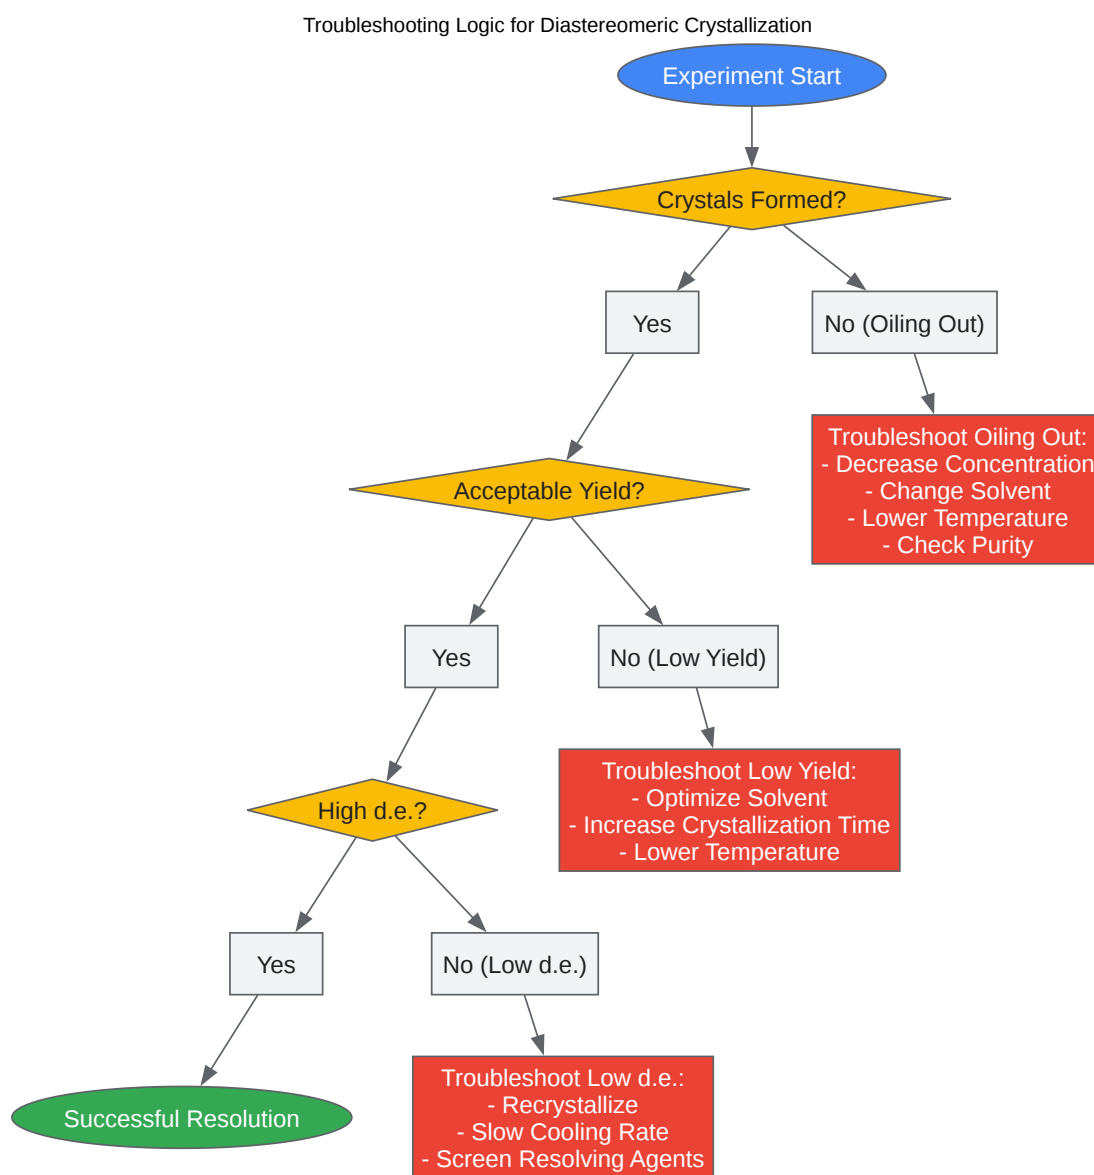 Troubleshooting Logic for Diastereomeric Crystallization
Experiment Start
Crystals Formed?
Yes
No (Oiling Out)
Troubleshoot Oiling Out:
- Decrease Concentration
- Change Solvent
- Lower Temperature
- Check Purity
Acceptable Yield?
Yes
No (Low Yield)
Troubleshoot Low Yield:
- Optimize Solvent
- Increase Crystallization Time
- Lower Temperature
High d.e.?
Yes
No (Low d.e.)
Successful Resolution
Troubleshoot Low d.e.:
- Recrystallize
- Slow Cooling Rate
- Screen Resolving Agents